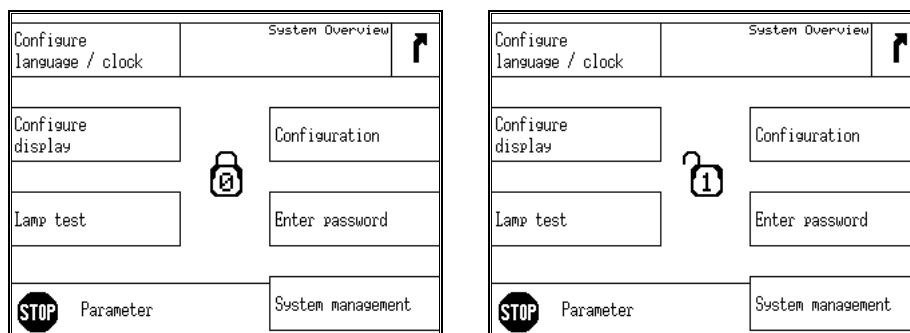 System Overview
Configure
language / clock
Configure
display
Configuration
0
Lamp test
Enter password
STOP
Parameter
System management
System Overview
Configure
language / clock
Configure
display
Configuration
1
Lamp test
Enter password
STOP
Parameter
System management